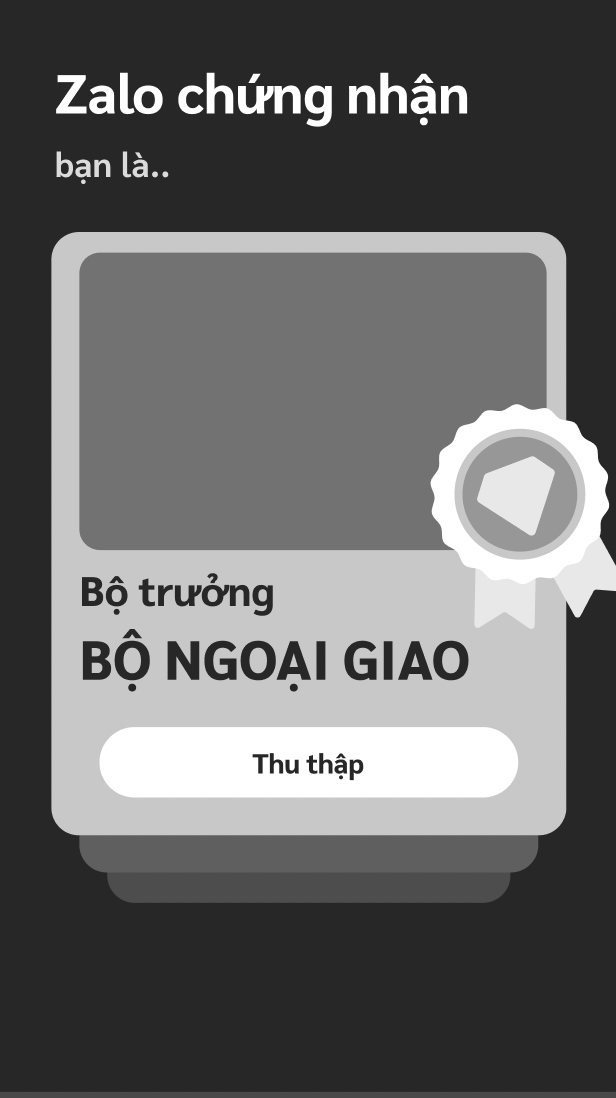 Zalo chứng nhận
bạn là..
Bộ trưởng
BỘ NGOẠI GIAO
Thu thập